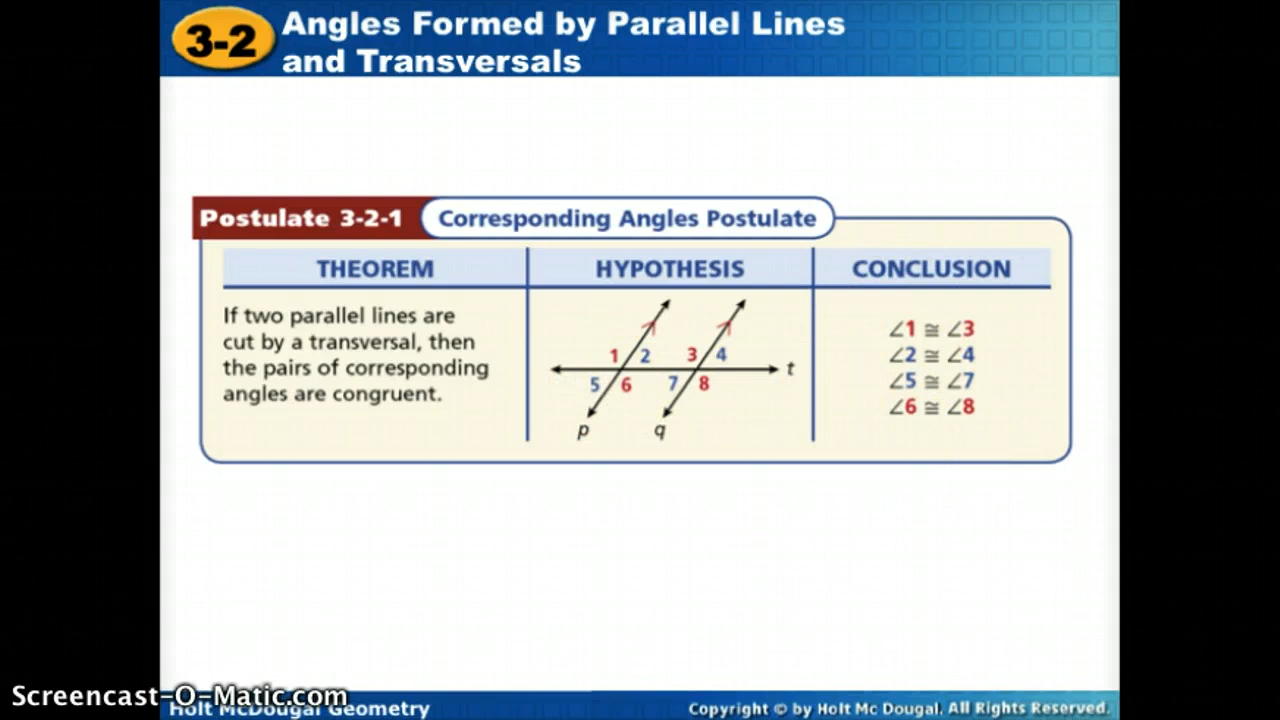 3-2
Angles Formed by Parallel Lines
and Transversals
Postulate 3-2-1
Corresponding Angles Postulate
THEOREM
HYPOTHESIS
CONCLUSION
If two parallel lines are
cut by a transversal, then
the pairs of corresponding
angles are congruent.
1 2 3 4
t
5 6 7 8
p q
∠1 ≅ ∠3
∠2 ≅ ∠4
∠5 ≅ ∠7
∠6 ≅ ∠8
Screencast-O-Matic.com
Holt McDougal Geometry
Copyright © by Holt Mc Dougal. All Rights Reserved.